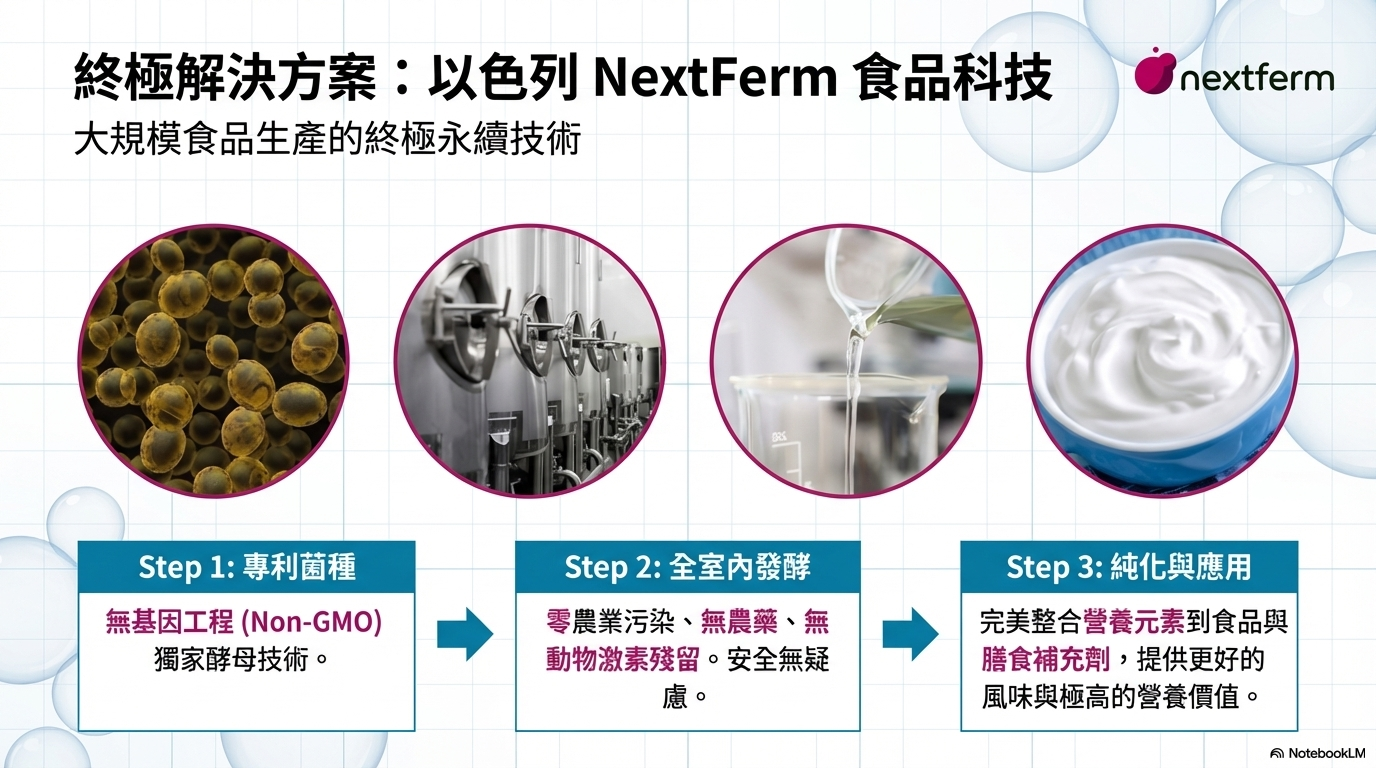 終極解決方案：以色列 NextFerm 食品科技
nextferm
大規模食品生產的終極永續技術
Step 1: 專利菌種
無基因工程 (Non-GMO)
獨家酵母技術。
Step 2: 全室內發酵
零農業污染、無農藥、無
動物激素殘留。安全無疑
慮。
Step 3: 純化與應用
完美整合營養元素到食品與
膳食補充劑，提供更好的
風味與極高的營養價值。
NotebookLM